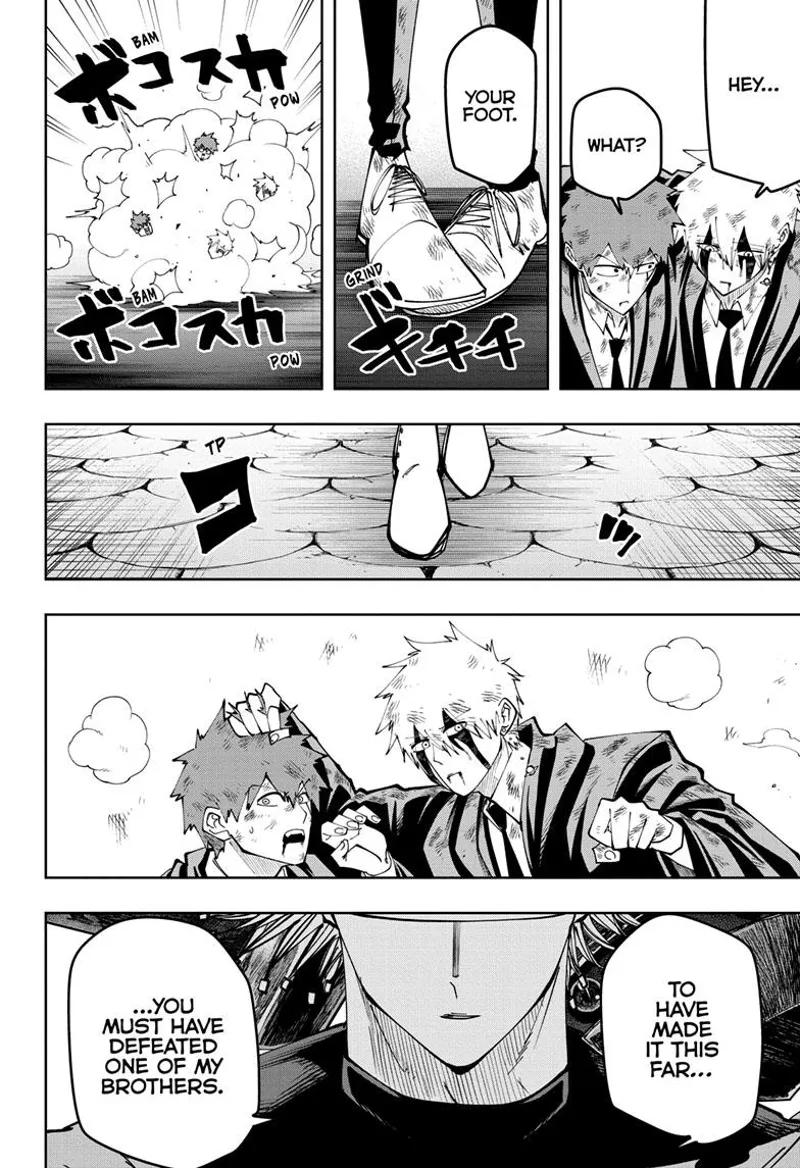 HEY...
WHAT?
YOUR
FOOT.
GRIND
ギチチ
BAM
ボコスカ
POW
BAM
ボコスカ
POW
TP
コ
TO
HAVE
MADE
IT THIS
FAR...
...YOU
MUST HAVE
DEFEATED
ONE OF MY
BROTHERS.